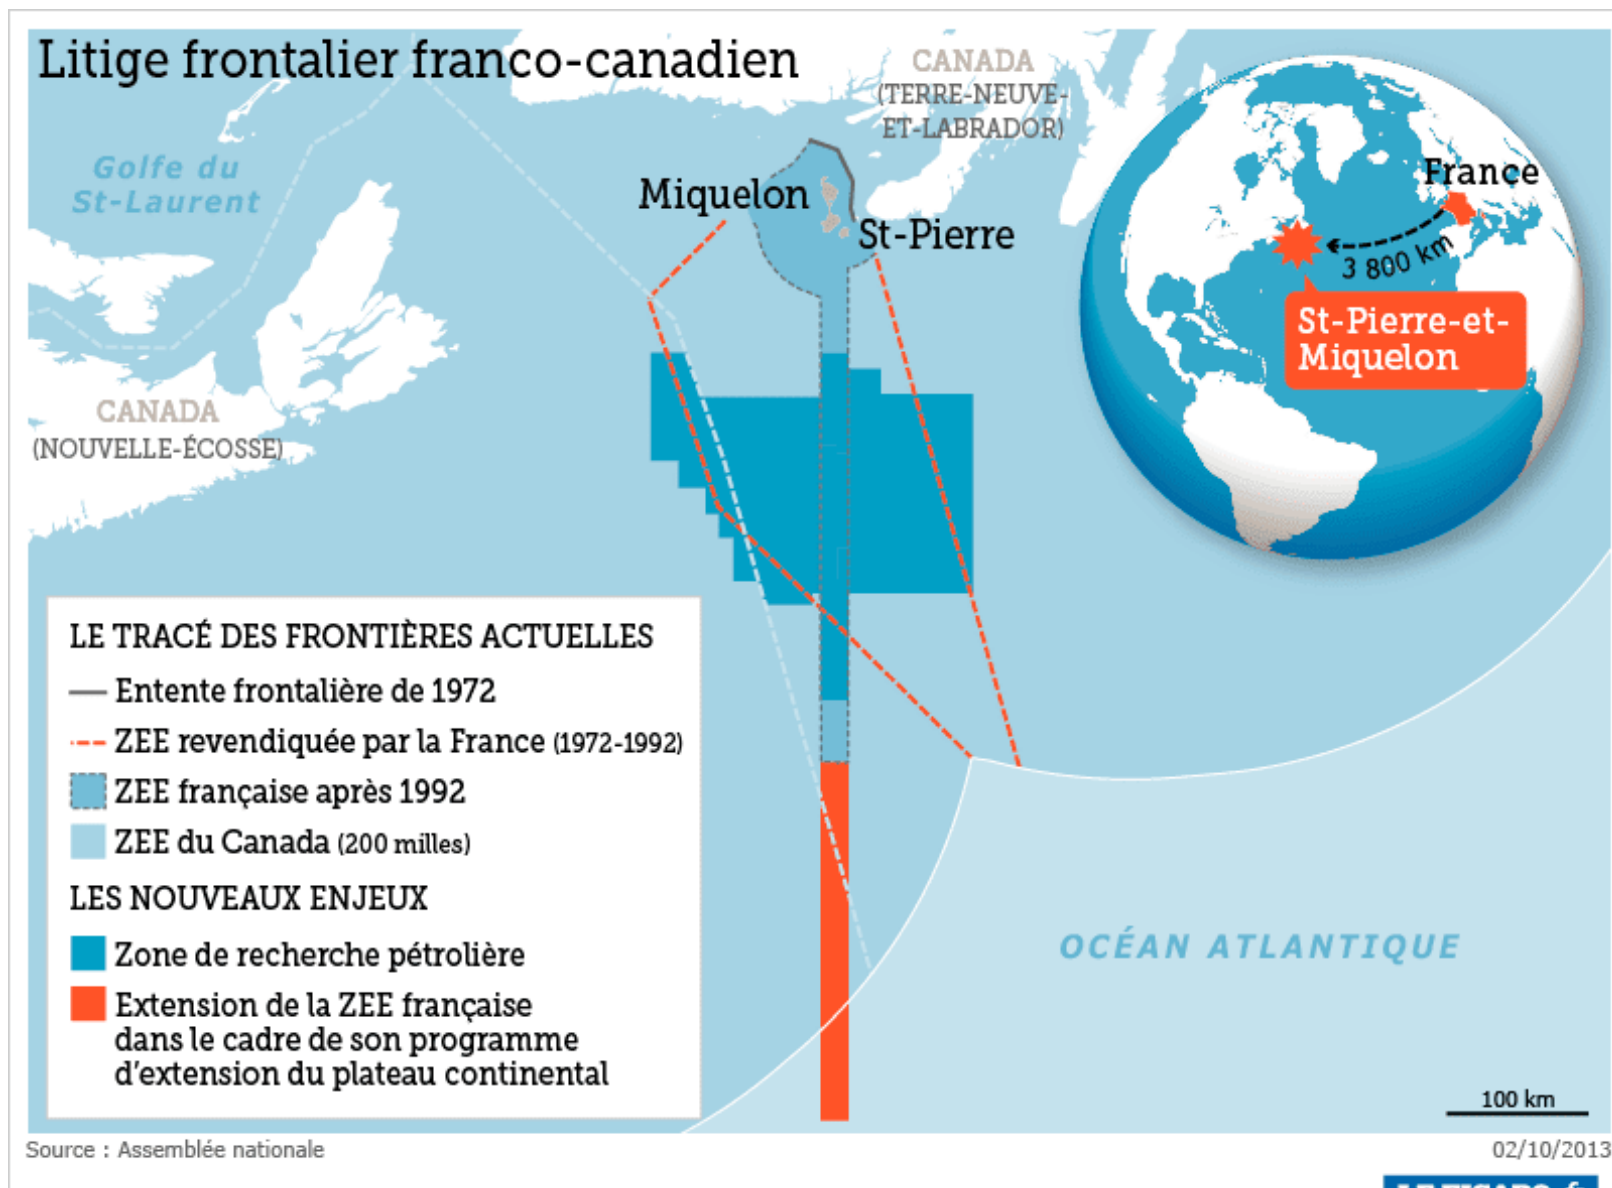 Litige frontalier franco-canadien
CANADA
(TERRE-NEUVE-
ET-LABRADOR)
Golfe du
St-Laurent
Miquelon
St-Pierre
France
3 800 km
St-Pierre-et-
Miquelon
CANADA
(NOUVELLE-ÉCOSSE)
LE TRACÉ DES FRONTIÈRES ACTUELLES
Entente frontalière de 1972
ZEE revendiquée par la France (1972-1992)
ZEE française après 1992
ZEE du Canada (200 milles)
LES NOUVEAUX ENJEUX
Zone de recherche pétrolière
Extension de la ZEE française
dans le cadre de son programme
d'extension du plateau continental
OCÉAN ATLANTIQUE
100 km
Source : Assemblée nationale
02/10/2013